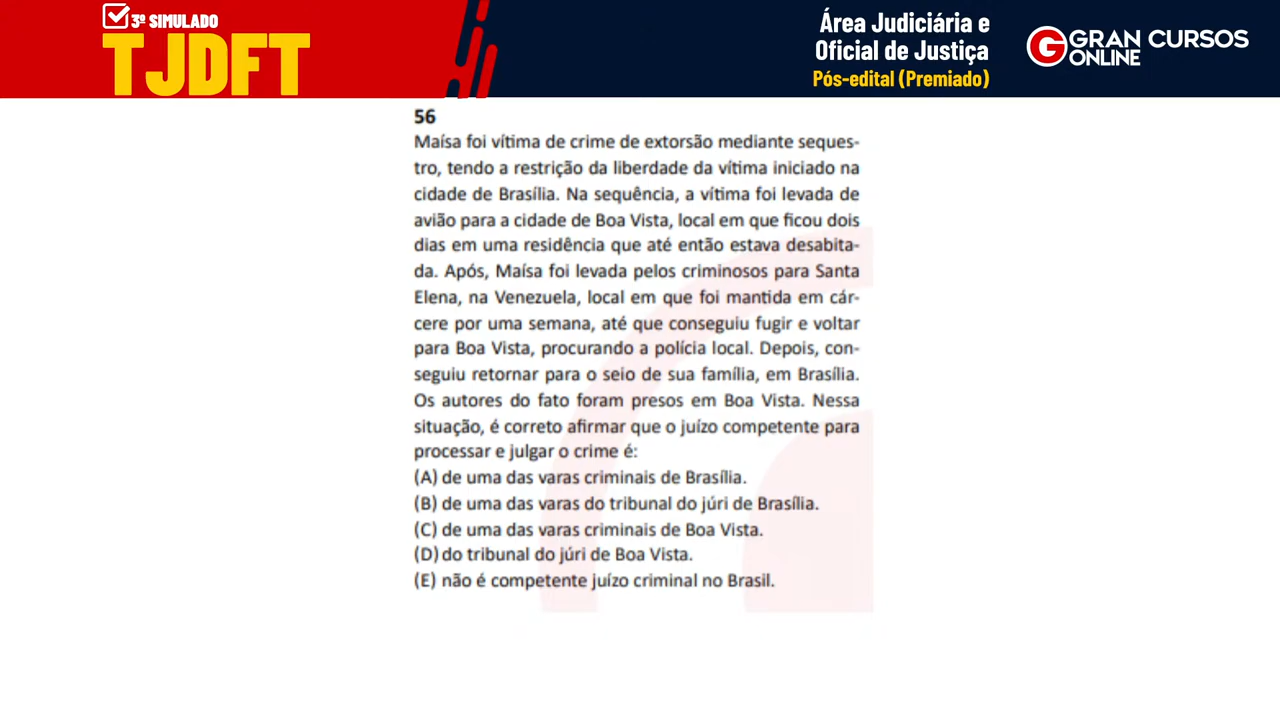 3º SIMULADO
TJDFT
Área Judiciária e
Oficial de Justiça
Pós-edital (Premiado)
GRAN CURSOS
ONLINE
56
Maísa foi vítima de crime de extorsão mediante seques-
tro, tendo a restrição da liberdade da vítima iniciado na
cidade de Brasília. Na sequência, a vítima foi levada de
avião para a cidade de Boa Vista, local em que ficou dois
dias em uma residência que até então estava desabita-
da. Após, Maísa foi levada pelos criminosos para Santa
Elena, na Venezuela, local em que foi mantida em cár-
cere por uma semana, até que conseguiu fugir e voltar
para Boa Vista, procurando a polícia local. Depois, con-
seguiu retornar para o seio de sua família, em Brasília.
Os autores do fato foram presos em Boa Vista. Nessa
situação, é correto afirmar que o juízo competente para
processar e julgar o crime é:
(A) de uma das varas criminais de Brasília.
(B) de uma das varas do tribunal do júri de Brasília.
(C) de uma das varas criminais de Boa Vista.
(D) do tribunal do júri de Boa Vista.
(E) não é competente juízo criminal no Brasil.